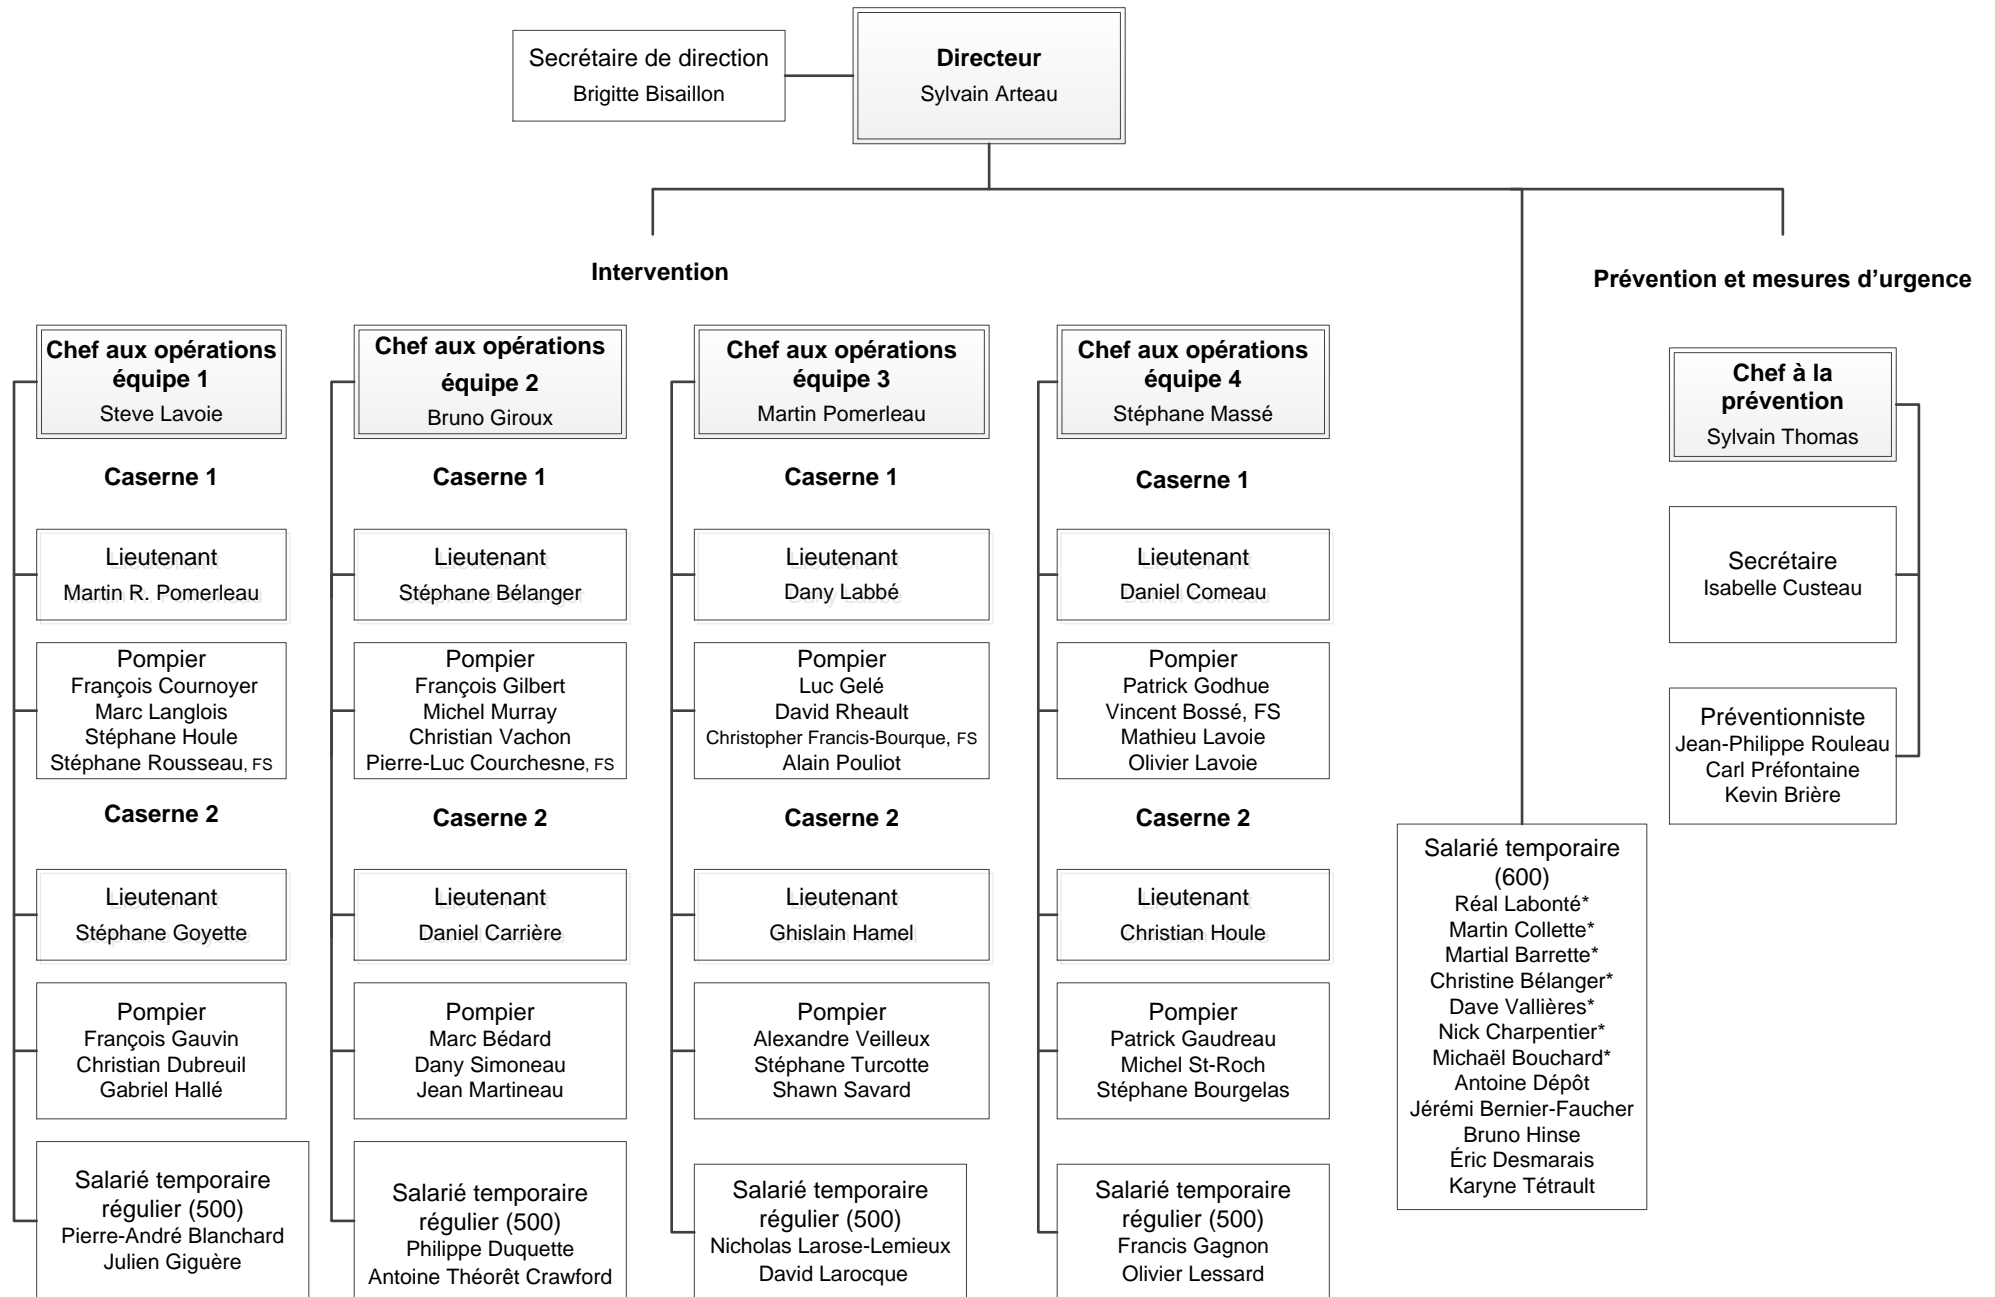 Secrétaire de direction
Brigitte Bisaillon
Directeur
Sylvain Arteau
Intervention
Prévention et mesures d’urgence
Chef aux opérations
équipe 1
Steve Lavoie
Caserne 1
Lieutenant
Martin R. Pomerleau
Pompier
François Cournoyer
Marc Langlois
Stéphane Houle
Stéphane Rousseau, FS
Caserne 2
Lieutenant
Stéphane Goyette
Pompier
François Gauvin
Christian Dubreuil
Gabriel Hallé
Salarié temporaire
régulier (500)
Pierre-André Blanchard
Julien Giguère
Chef aux opérations
équipe 2
Bruno Giroux
Caserne 1
Lieutenant
Stéphane Bélanger
Pompier
François Gilbert
Michel Murray
Christian Vachon
Pierre-Luc Courchesne, FS
Caserne 2
Lieutenant
Daniel Carrière
Pompier
Marc Bédard
Dany Simoneau
Jean Martineau
Salarié temporaire
régulier (500)
Philippe Duquette
Antoine Théorêt Crawford
Chef aux opérations
équipe 3
Martin Pomerleau
Caserne 1
Lieutenant
Dany Labbé
Pompier
Luc Gelé
David Rheault
Christopher Francis-Bourque, FS
Alain Pouliot
Caserne 2
Lieutenant
Ghislain Hamel
Pompier
Alexandre Veilleux
Stéphane Turcotte
Shawn Savard
Salarié temporaire
régulier (500)
Nicholas Larose-Lemieux
David Larocque
Chef aux opérations
équipe 4
Stéphane Massé
Caserne 1
Lieutenant
Daniel Comeau
Pompier
Patrick Godhue
Vincent Bossé, FS
Mathieu Lavoie
Olivier Lavoie
Caserne 2
Lieutenant
Christian Houle
Pompier
Patrick Gaudreau
Michel St-Roch
Stéphane Bourgelas
Salarié temporaire
régulier (500)
Francis Gagnon
Olivier Lessard
Salarié temporaire
(600)
Réal Labonté*
Martin Collette*
Martial Barrette*
Christine Bélanger*
Dave Vallières*
Nick Charpentier*
Michaël Bouchard*
Antoine Dépôt
Jérémi Bernier-Faucher
Bruno Hinse
Éric Desmarais
Karyne Tétrault
Chef à la
prévention
Sylvain Thomas
Secrétaire
Isabelle Custeau
Préventionniste
Jean-Philippe Rouleau
Carl Préfontaine
Kevin Brière